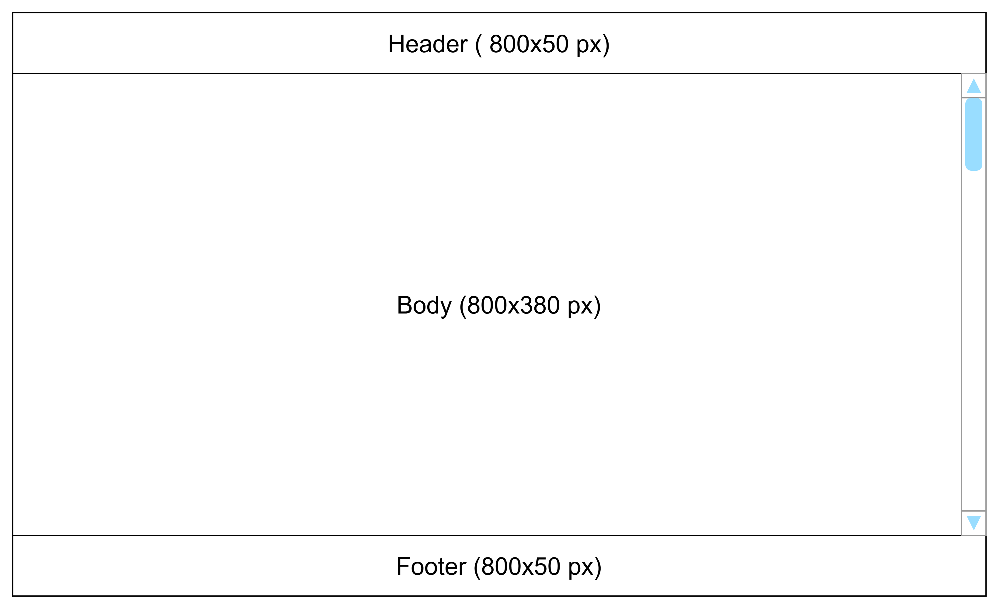 Header ( 800x50 px)
Body (800x380 px)
Footer (800x50 px)